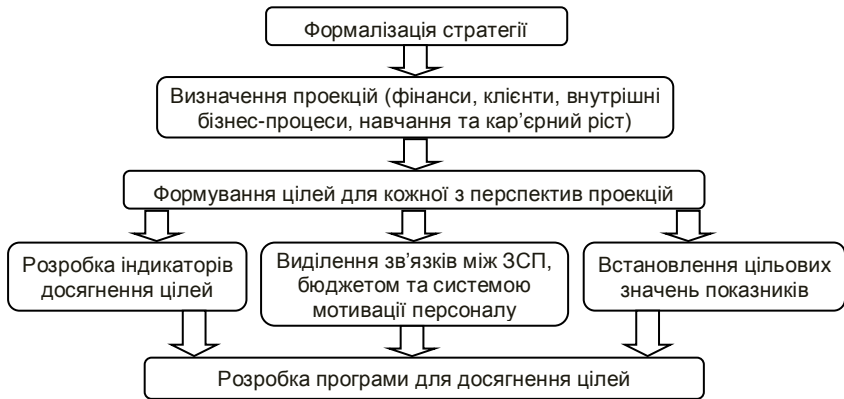 Формалізація стратегії
Визначення проекцій (фінанси, клієнти, внутрішні
бізнес-процеси, навчання та кар’єрний ріст)
Формування цілей для кожної з перспектив проекцій
Розробка індикаторів
досягнення цілей
Виділення зв’язків між ЗСП,
бюджетом та системою
мотивації персоналу
Встановлення цільових
значень показників
Розробка програми для досягнення цілей